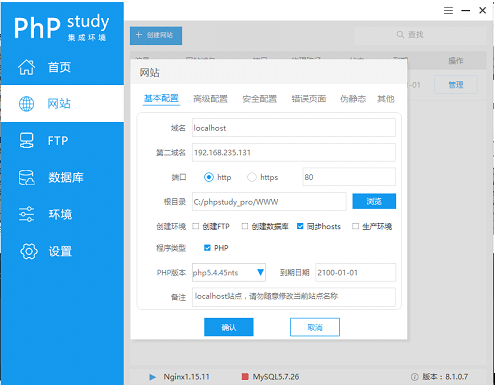 PhP study
集成环境
首页
网站
FTP
数据库
环境
设置
创建网站
查找
操作
-01
管理
网站
基本配置 高级配置 安全配置 错误页面 伪静态 其他
域名 localhost
第二域名 192.168.235.131
端口 http https 80
根目录 C:/phpstudy_pro/WWW 浏览
创建环境 创建FTP 创建数据库 同步hosts 生产环境
程序类型 PHP
PHP版本 php5.4.45nts 到期日期 2100-01-01
备注 localhost站点，请勿随意修改当前站点名称
确认 取消
Nginx1.15.11 MySQL5.7.26 版本：8.1.0.7